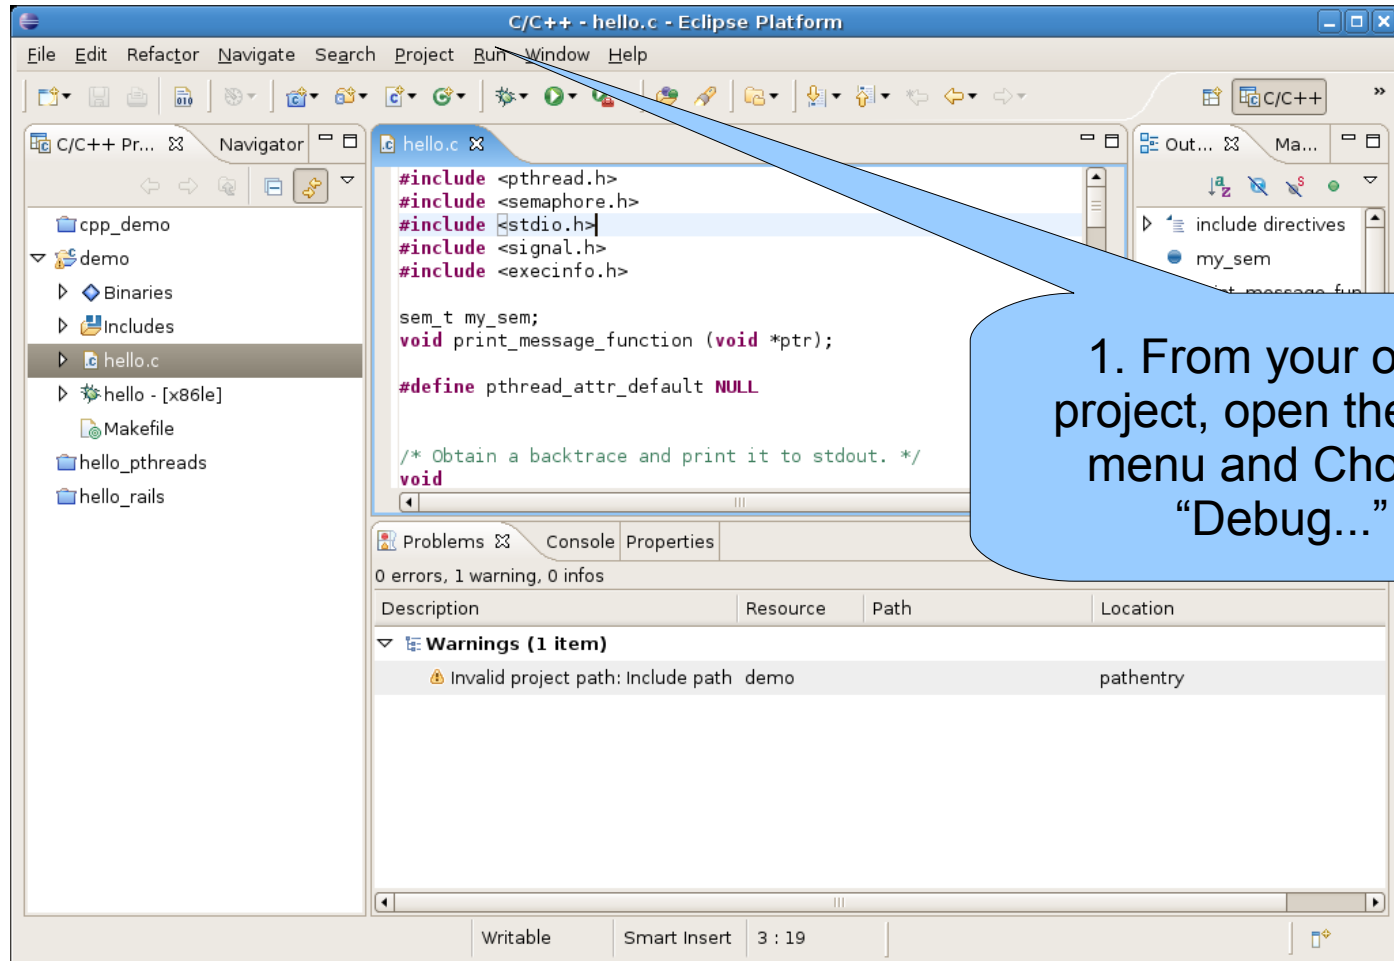 C/C++ - hello.c - Eclipse Platform
File Edit Refactor Navigate Search Project Run Window Help
C/C++ »
C/C++ Pr... Navigator
hello.c
Out... Ma...
cpp_demo
demo
Binaries
Includes
hello.c
hello - [x86le]
Makefile
hello_pthreads
hello_rails
#include <pthread.h>
#include <semaphore.h>
#include <stdio.h>
#include <signal.h>
#include <execinfo.h>
sem_t my_sem;
void print_message_function (void *ptr);
#define pthread_attr_default NULL
/* Obtain a backtrace and print it to stdout. */
void
include directives
my_sem
1. From your
project, open
menu and
“Debug...”
Problems Console Properties
0 errors, 1 warning, 0 infos
Description Resource Path Location
Warnings (1 item)
Invalid project path: Include path demo pathentry
Writable Smart Insert 3 : 19